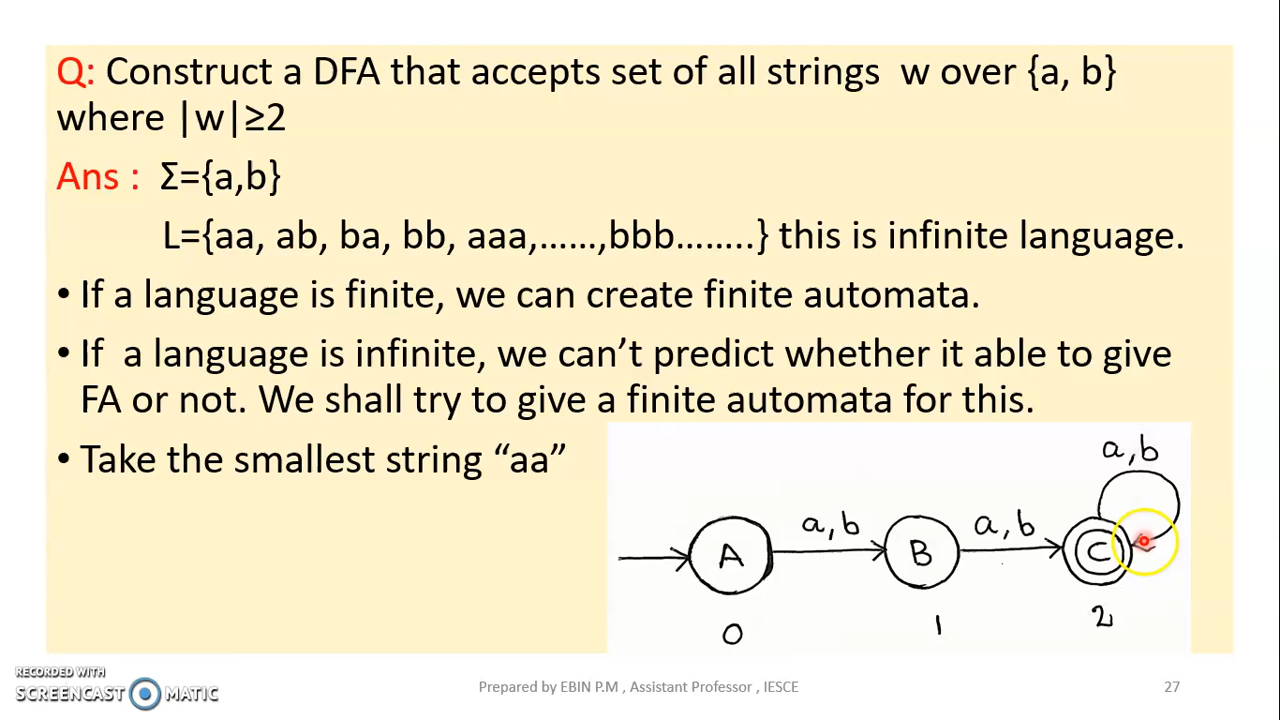 Q: Construct a DFA that accepts set of all strings w over {a, b}
where |w|≥2
Ans : Σ={a,b}
L={aa, ab, ba, bb, aaa,……,bbb……..} this is infinite language.
• If a language is finite, we can create finite automata.
• If a language is infinite, we can’t predict whether it able to give
FA or not. We shall try to give a finite automata for this.
• Take the smallest string “aa”
a,b
a,b a,b
A B C
0 1 2
RECORDED WITH
SCREENCAST MATIC
Prepared by EBIN P.M , Assistant Professor , IESCE
27